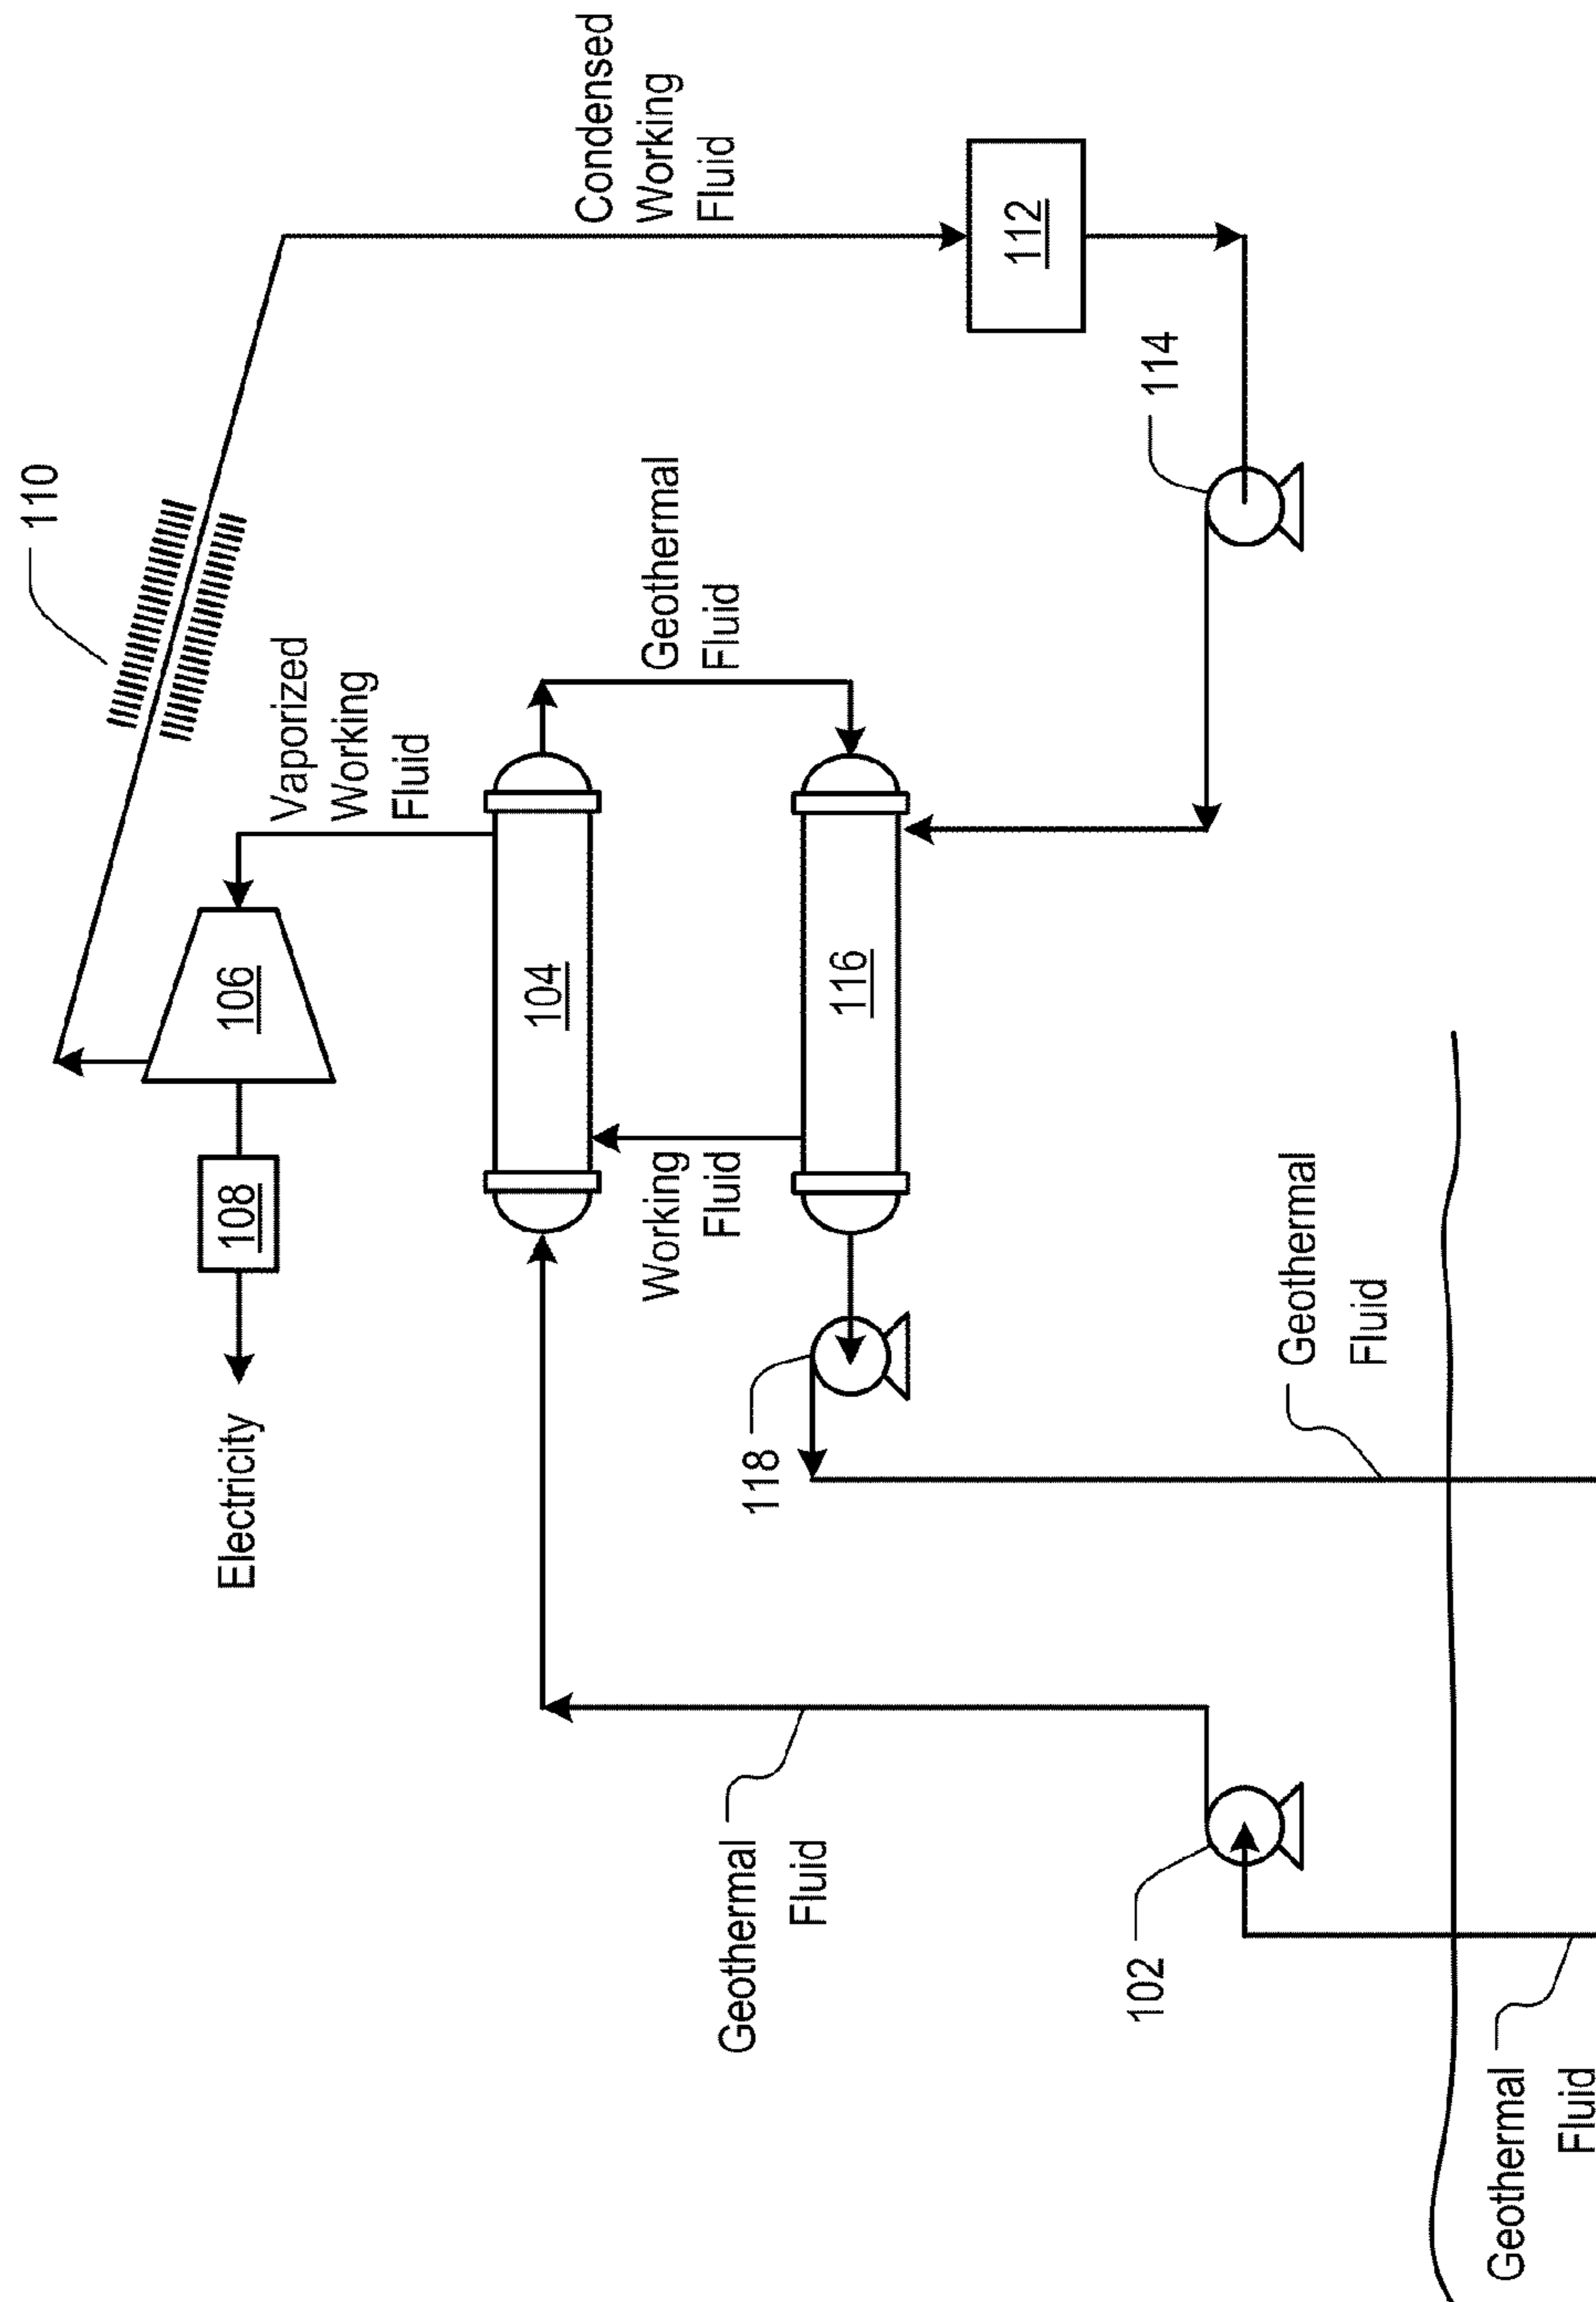 110
Condensed
Working
Fluid
Vaporized
Working
Fluid
106
108
Electricity
Geothermal
Fluid
104
112
114
Working
Fluid
116
118
Geothermal
Fluid
Geothermal
Fluid
102
Geothermal
Fluid